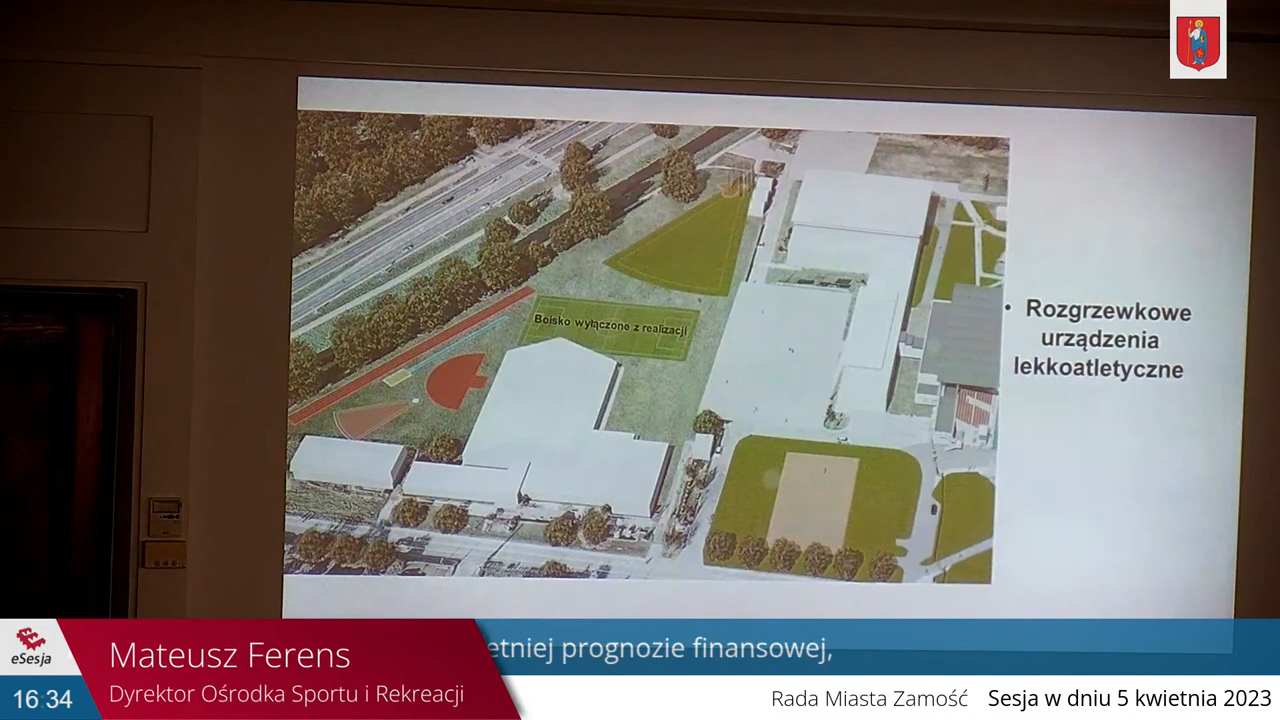 Boisko wyłączone z realizacji
• Rozgrzewkowe
urządzenia
lekkoatletyczne
eSesja
16:34
Mateusz Ferens
Dyrektor Ośrodka Sportu i Rekreacji
etniej prognozie finansowej,
Rada Miasta Zamość Sesja w dniu 5 kwietnia 2023